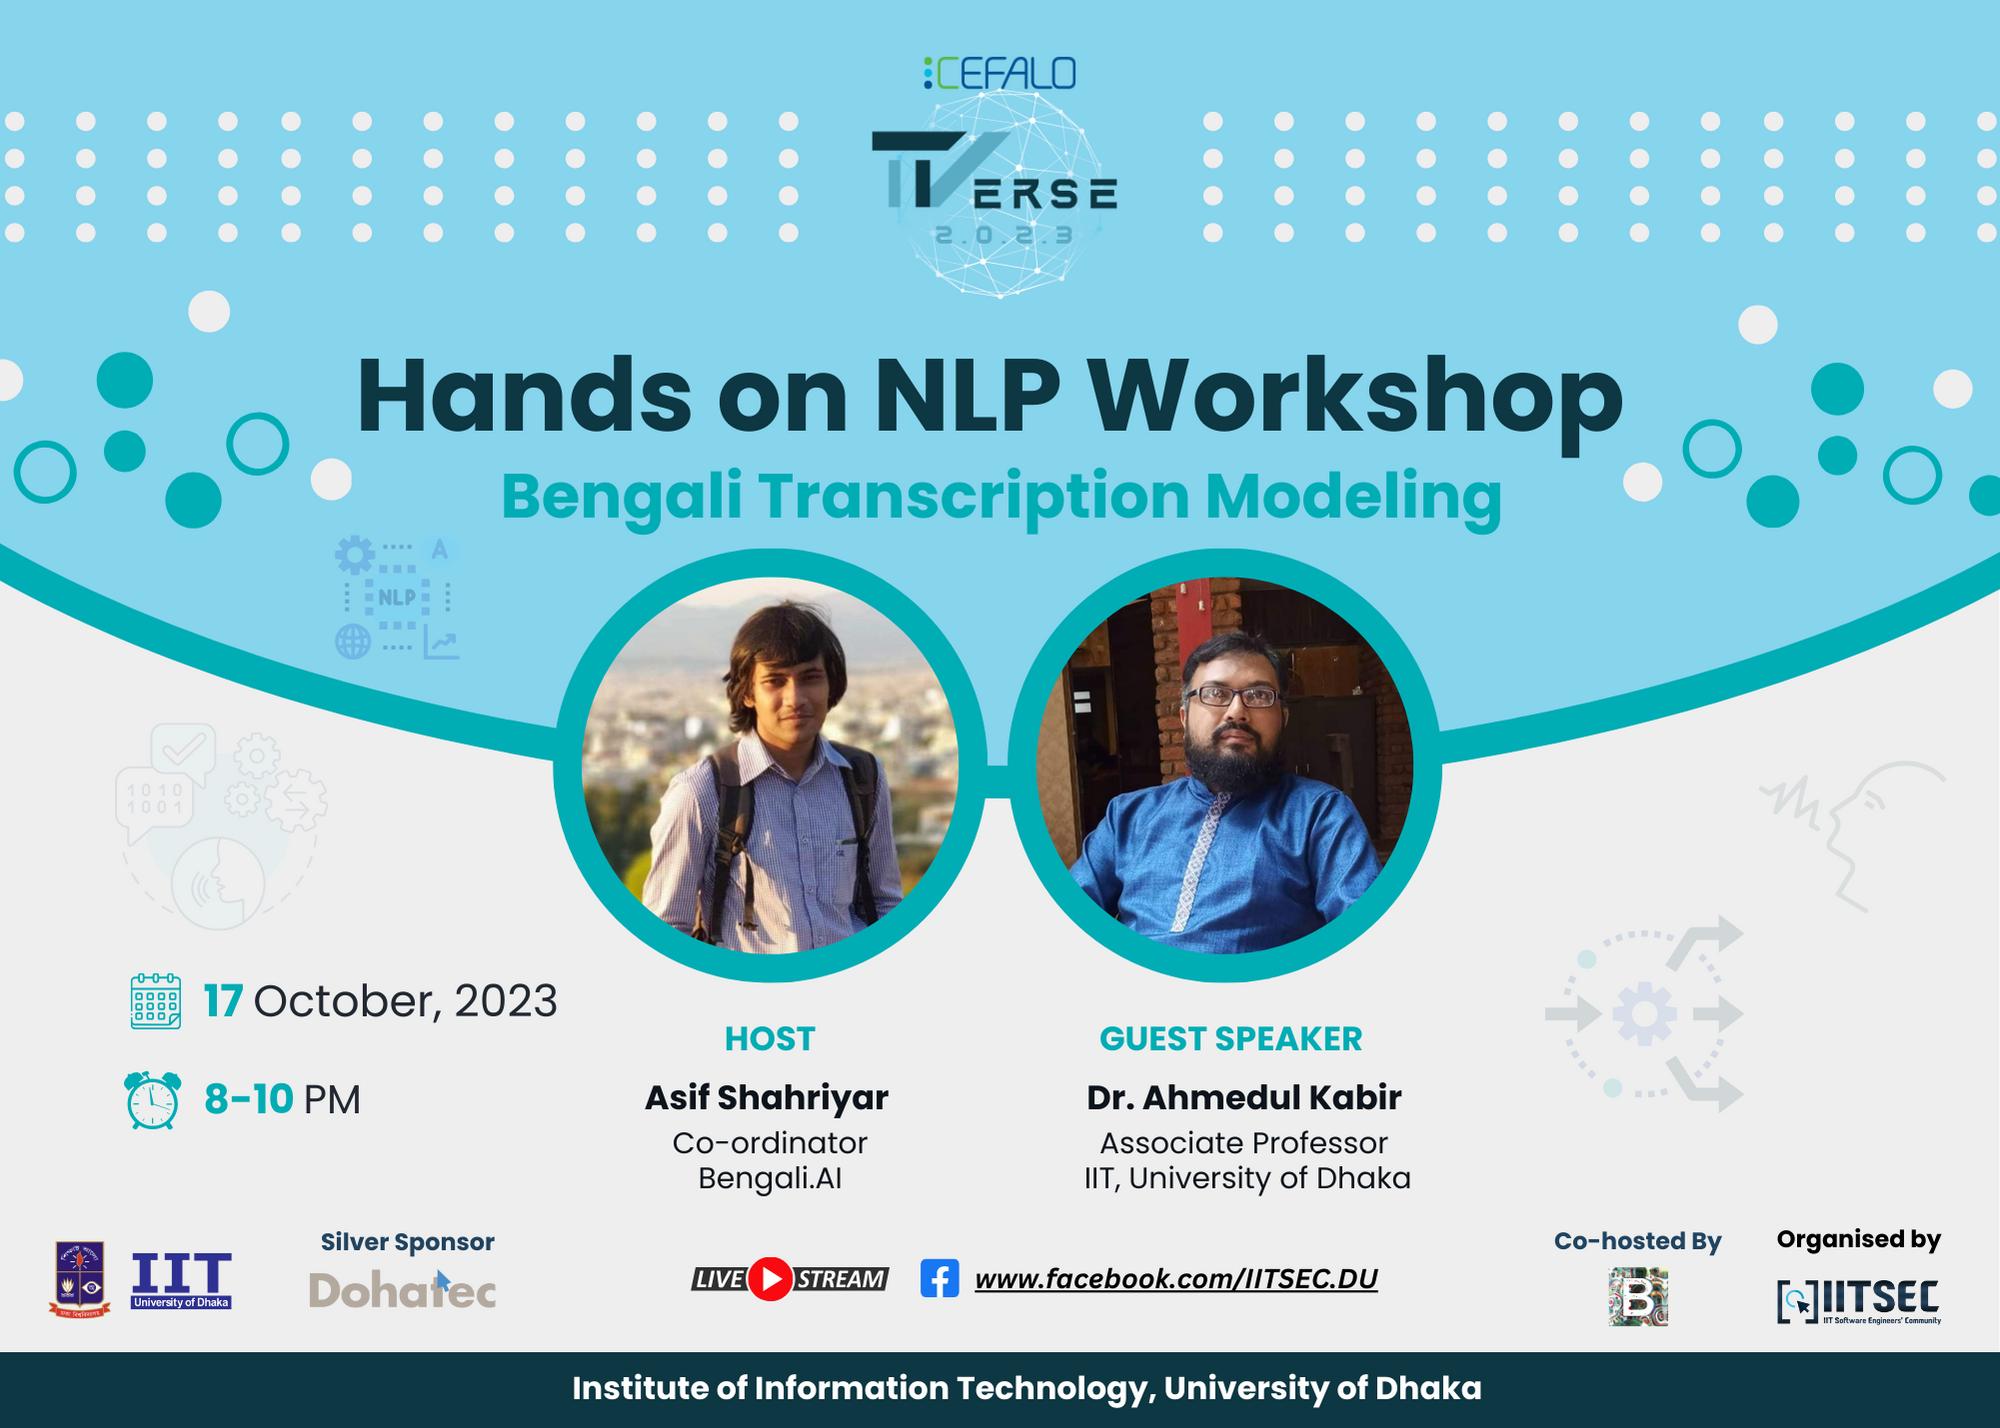 CEFALO
ITVERSE
2.0.2.3
Hands on NLP Workshop
Bengali Transcription Modeling
A
NLP
1010
1001
17 October, 2023
8-10 PM
HOST
Asif Shahriyar
Co-ordinator
Bengali.AI
GUEST SPEAKER
Dr. Ahmedul Kabir
Associate Professor
IIT, University of Dhaka
IIT
University of Dhaka
Silver Sponsor
Dohatec
LIVE STREAM
www.facebook.com/IITSEC.DU
Co-hosted By
B
Organised by
IITSEC
IIT Software Engineers' Community
Institute of Information Technology, University of Dhaka